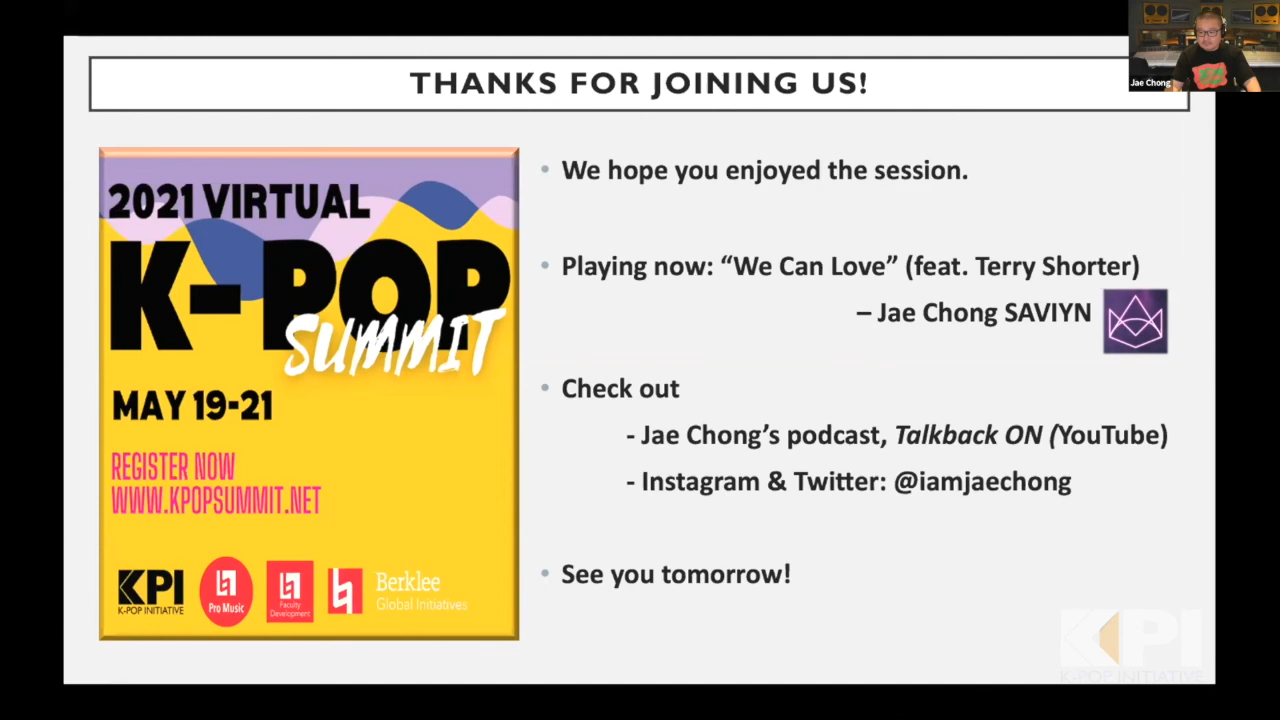 THANKS FOR JOINING US!
Jae Chong
2021 VIRTUAL
K-POP
SUMMIT
MAY 19-21
REGISTER NOW
WWW.KPOPSUMMIT.NET
KPI
K-POP INITIATIVE
Pro Music
Faculty
Development
Berklee
Global Initiatives
• We hope you enjoyed the session.
• Playing now: “We Can Love” (feat. Terry Shorter)
– Jae Chong SAVIYN
• Check out
- Jae Chong’s podcast, Talkback ON (YouTube)
- Instagram & Twitter: @iamjaechong
• See you tomorrow!
KPI
K-POP INITIATIVE